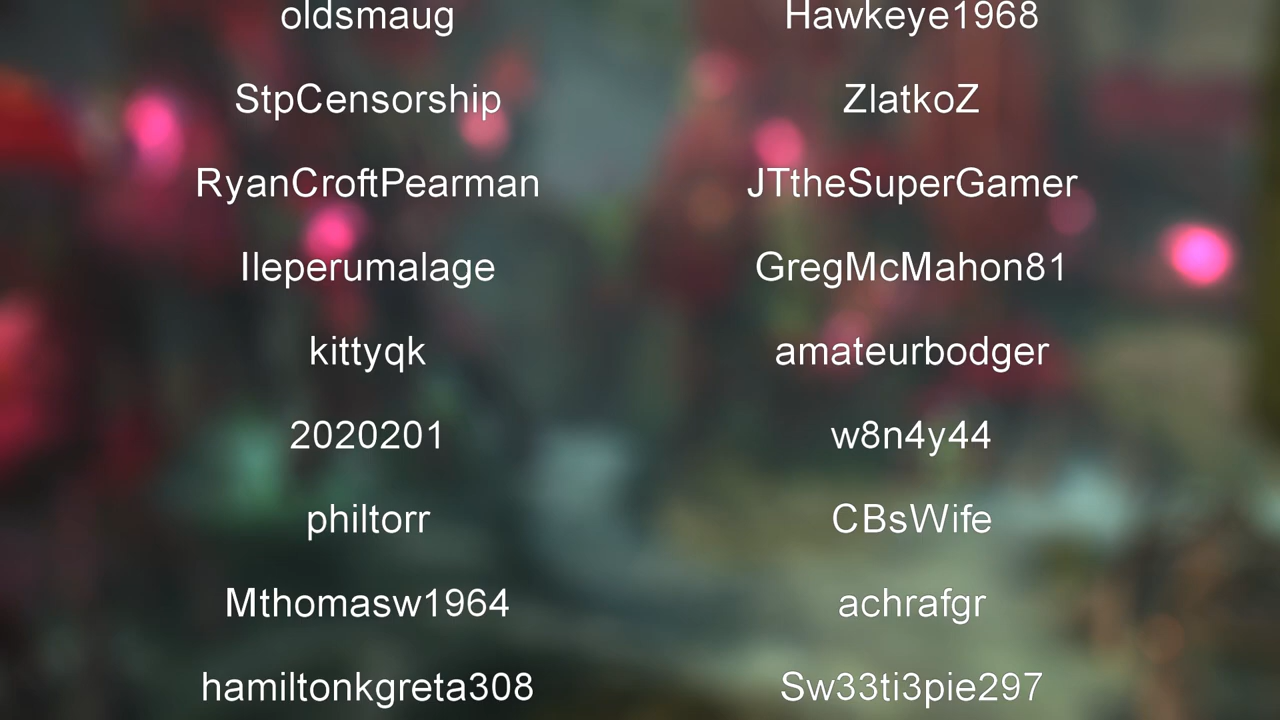 oldsmaug Hawkeye1968
StpCensorship ZlatkoZ
RyanCroftPearman JTtheSuperGamer
Ileperumalage GregMcMahon81
kittyqk amateurbodger
2020201 w8n4y44
philtorr CBsWife
Mthomasw1964 achrafgr
hamiltonkgreta308 Sw33ti3pie297